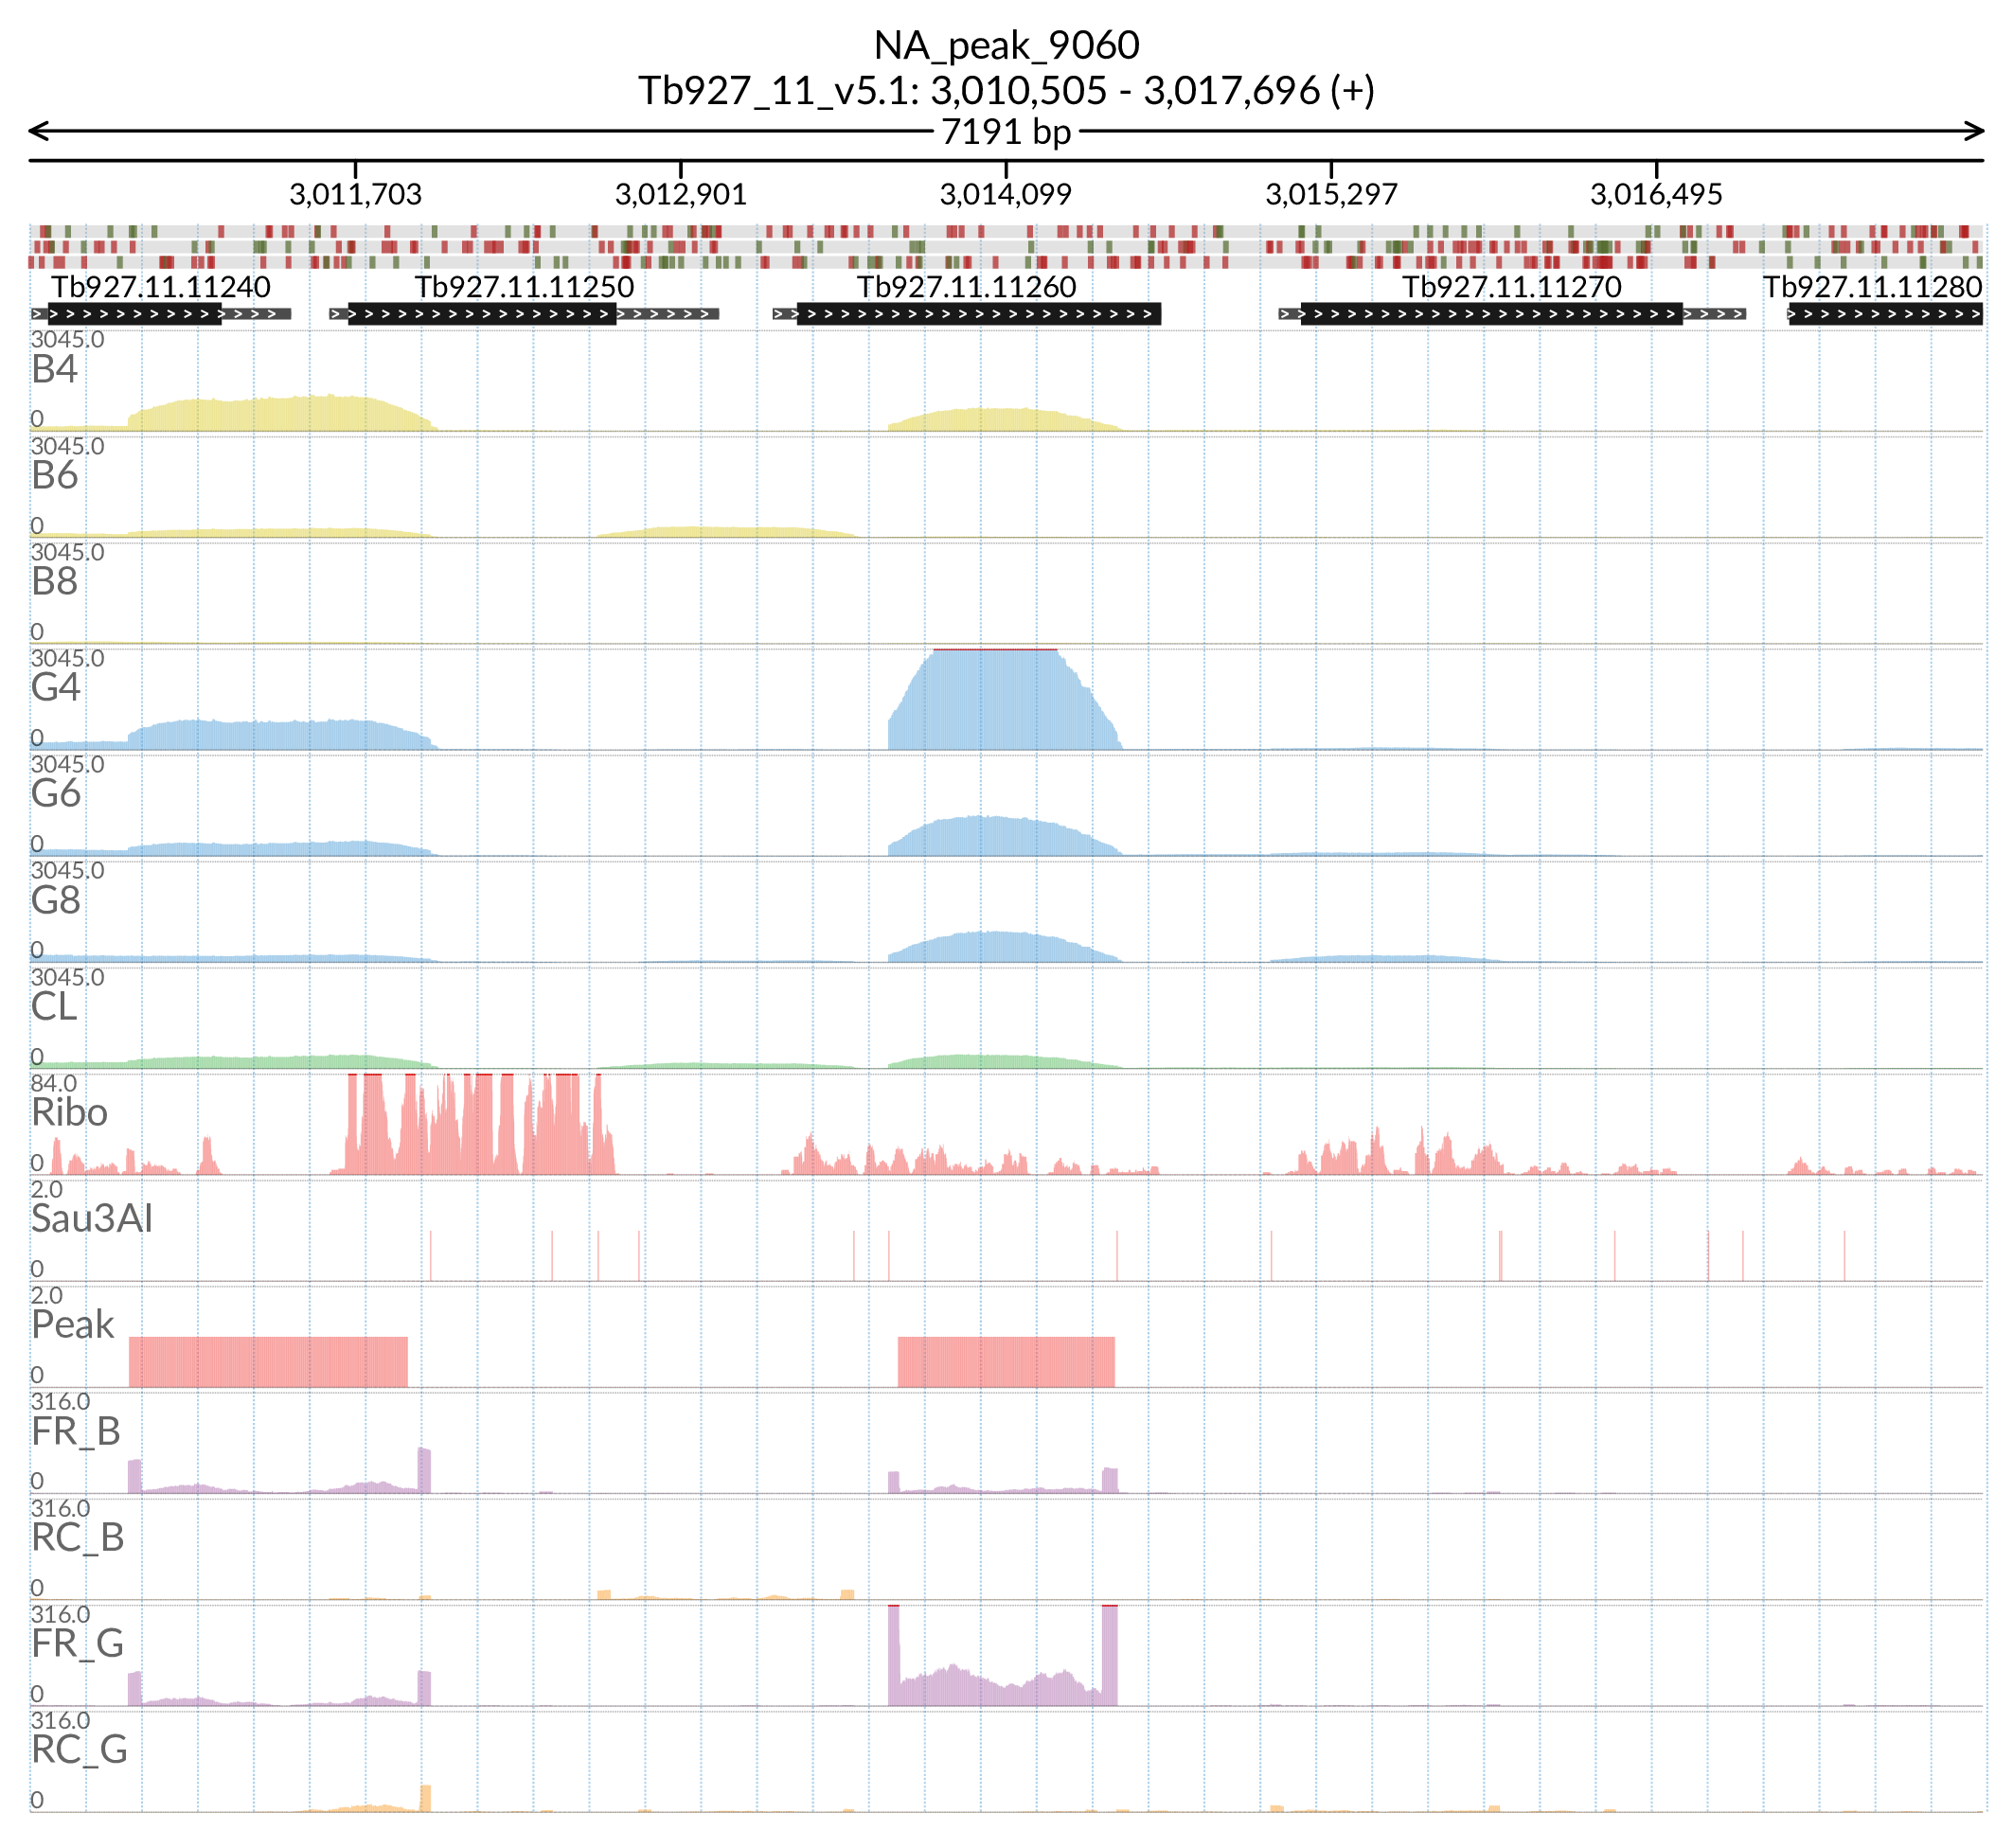 NA_peak_9060
Tb927_11_v5.1: 3,010,505 - 3,017,696 (+)
7191 bp
3,011,703 3,012,901 3,014,099 3,015,297 3,016,495
Tb927.11.11240 Tb927.11.11250 Tb927.11.11260 Tb927.11.11270 Tb927.11.11280
3045.0
B4
0
3045.0
B6
0
3045.0
B8
0
3045.0
G4
0
3045.0
G6
0
3045.0
G8
0
3045.0
CL
0
84.0
Ribo
0
2.0
Sau3AI
0
2.0
Peak
0
316.0
FR_B
0
316.0
RC_B
0
316.0
FR_G
0
316.0
RC_G
0